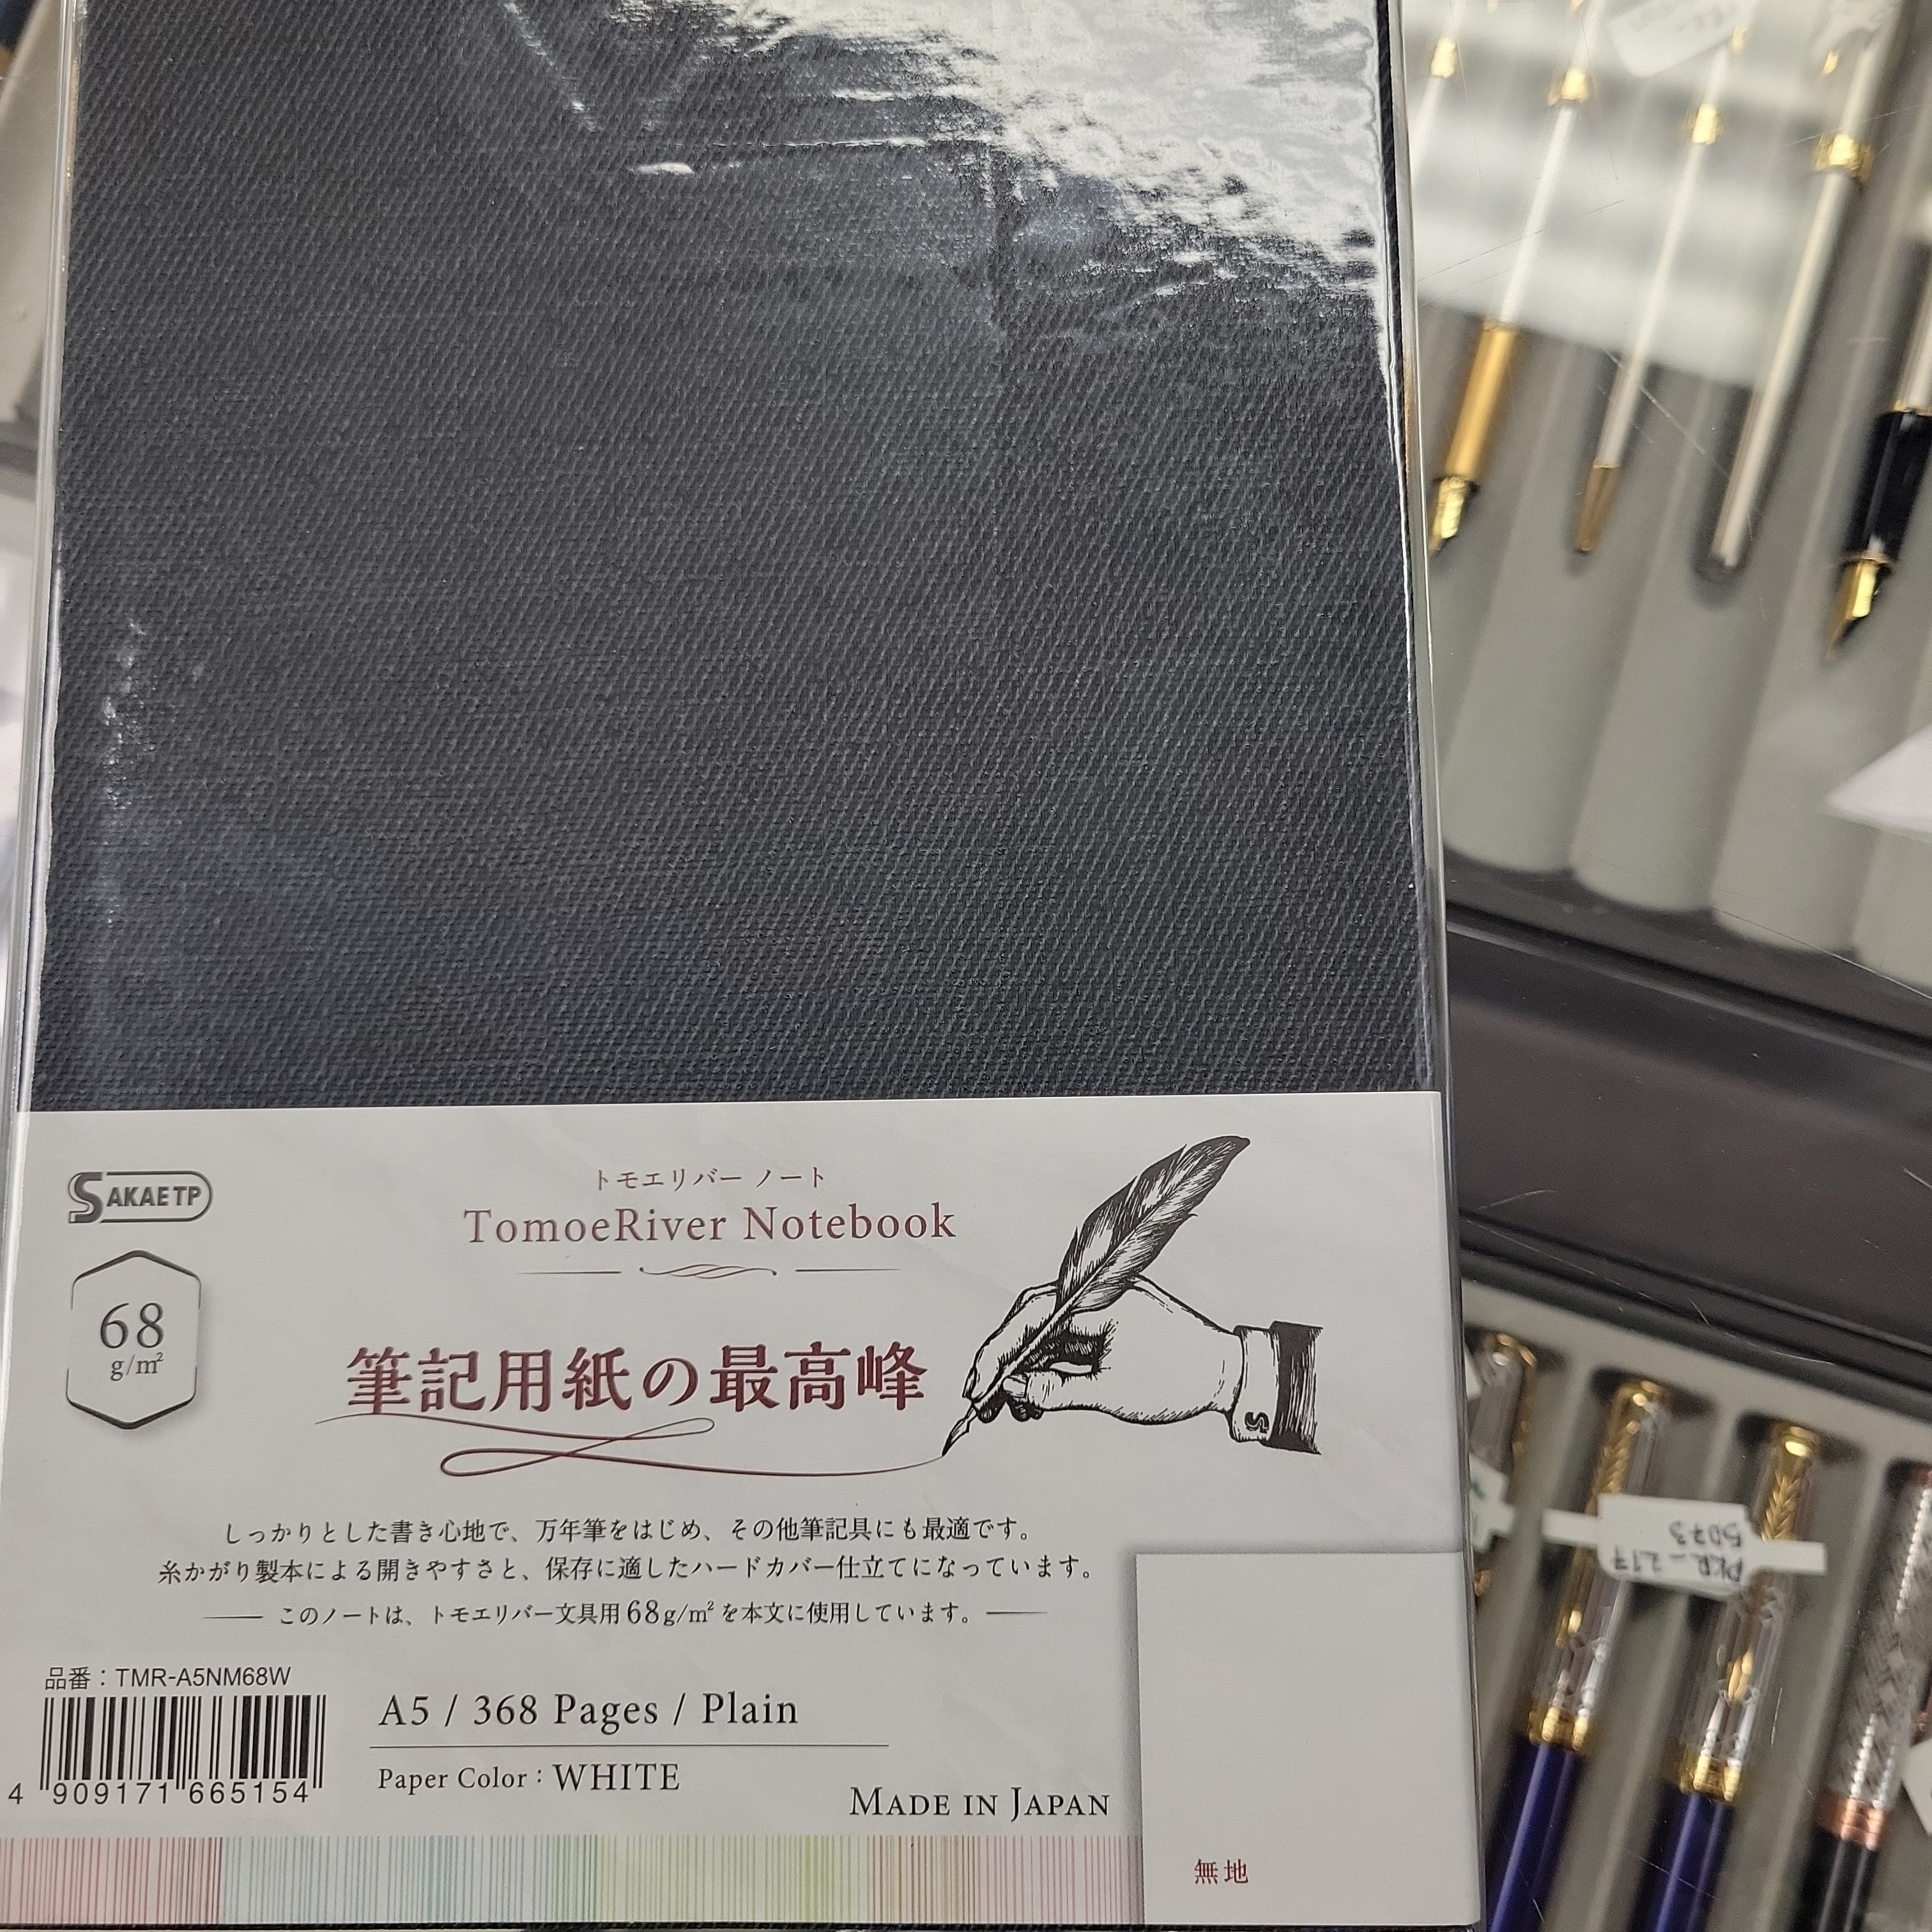 SAKAE TP
トモエリバー ノート
TomoeRiver Notebook
68
g/m²
筆記用紙の最高峰
S
しっかりとした書き心地で、万年筆をはじめ、その他筆記具にも最適です。
糸かがり製本による開きやすさと、保存に適したハードカバー仕立てになっています。
このノートは、トモエリバー文具用68g/m²を本文に使用しています。
品番：TMR-A5NM68W
4 909171 665154
A5 / 368 Pages / Plain
Paper Color : WHITE
MADE IN JAPAN
無地
PKR-217
5073